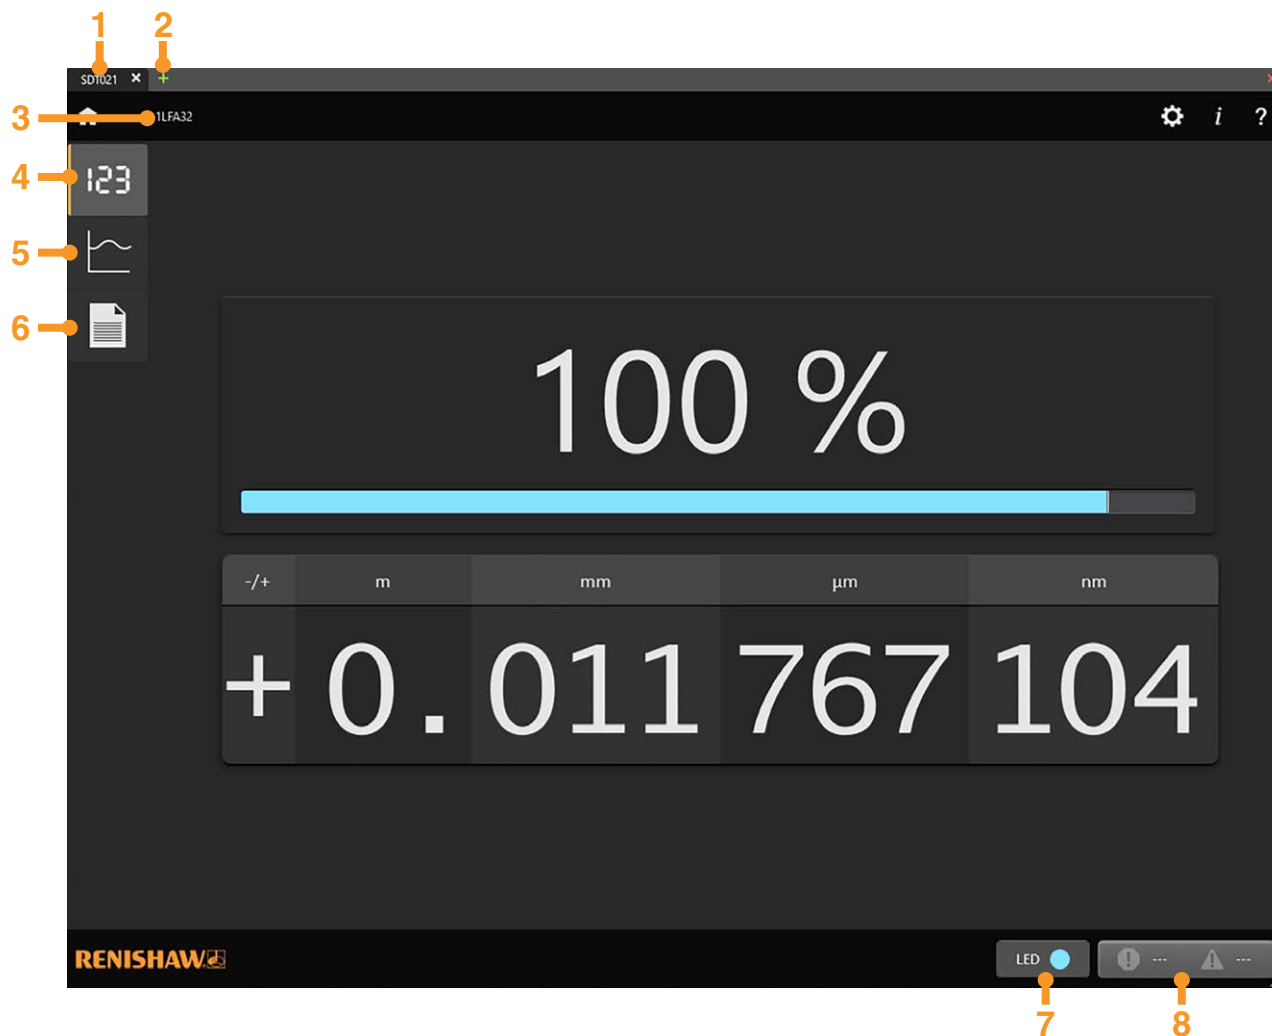 1 2
SD1021 × +
3 1LFA32 i ?
4 123
5
6
100 %
-/+ m mm µm nm
+ 0. 011 767 104
RENISHAW
LED ! --- ! ---
7 8